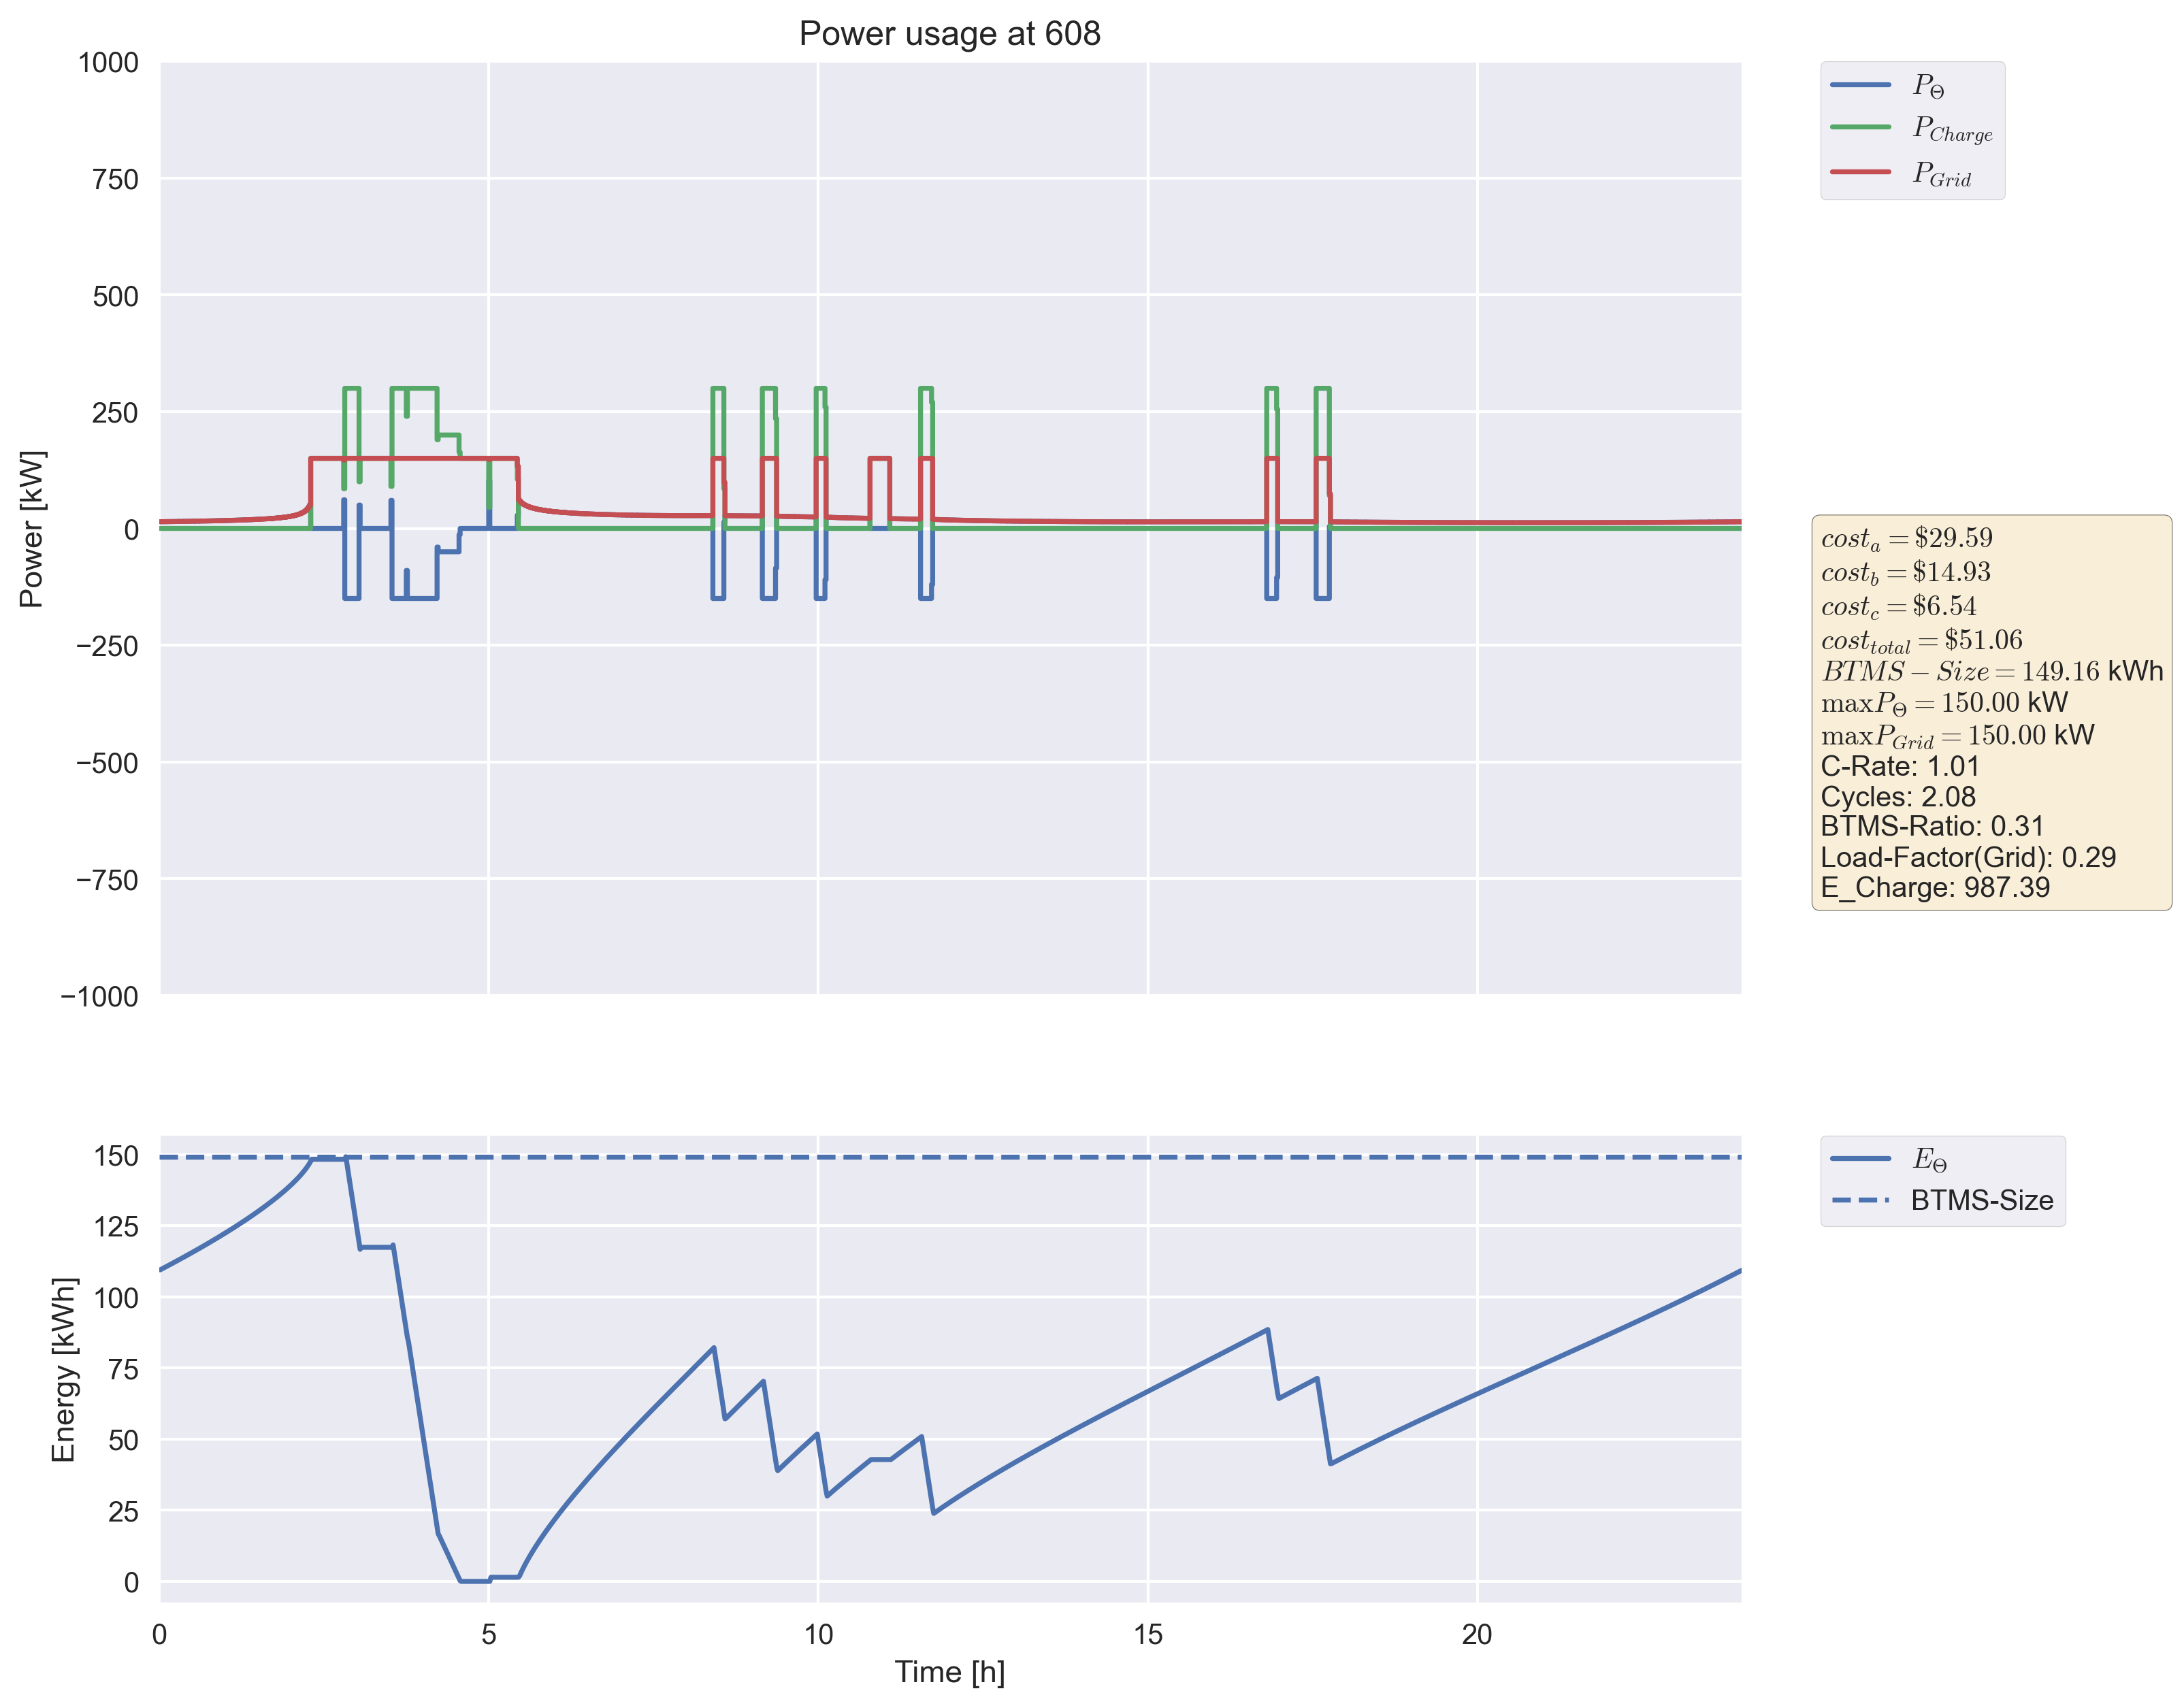 Power usage at 608
1000
750
500
250
0
−250
−500
−750
−1000
Power [kW]
P_Θ
P_Charge
P_Grid
cost_a = $29.59
cost_b = $14.93
cost_c = $6.54
cost_total = $51.06
BTMS − Size = 149.16 kWh
maxP_Θ = 150.00 kW
maxP_Grid = 150.00 kW
C-Rate: 1.01
Cycles: 2.08
BTMS-Ratio: 0.31
Load-Factor(Grid): 0.29
E_Charge: 987.39
150
125
100
75
50
25
0
Energy [kWh]
E_Θ
BTMS-Size
0 5 10 15 20
Time [h]